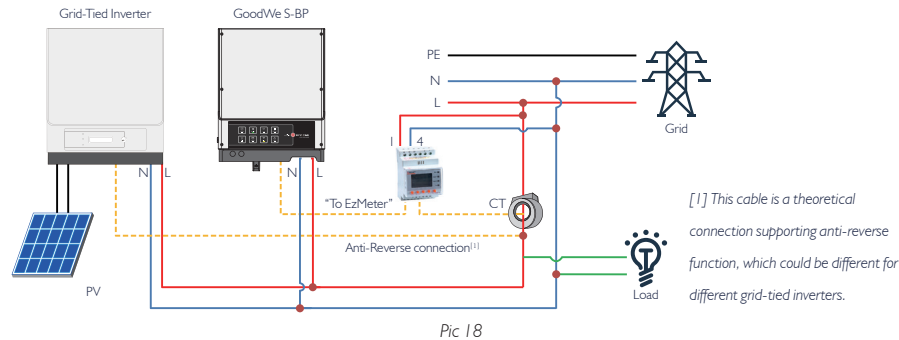 Grid-Tied Inverter
GoodWe S-BP
PE
N
L
Grid
1
4
N
L
N
L
"To EzMeter"
CT
Anti-Reverse connection[1]
PV
Load
[1] This cable is a theoretical
connection supporting anti-reverse
function, which could be different for
different grid-tied inverters.
Pic 18